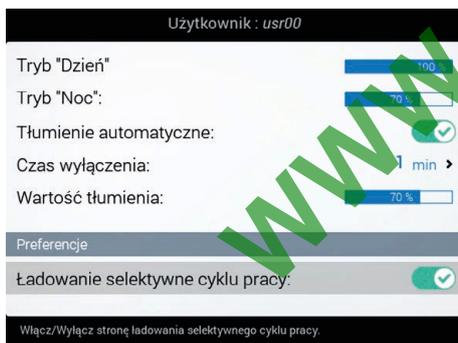 Użytkownik : usr00
Tryb "Dzień" 100 %
Tryb "Noc": 70 %
Tłumienie automatyczne:
Czas wyłączenia: 1 min >
Wartość tłumienia: 70 %
Preferencje
Ładowanie selektywne cyklu pracy:
Włącz/Wyłącz stronę ładowania selektywnego cyklu pracy.
www